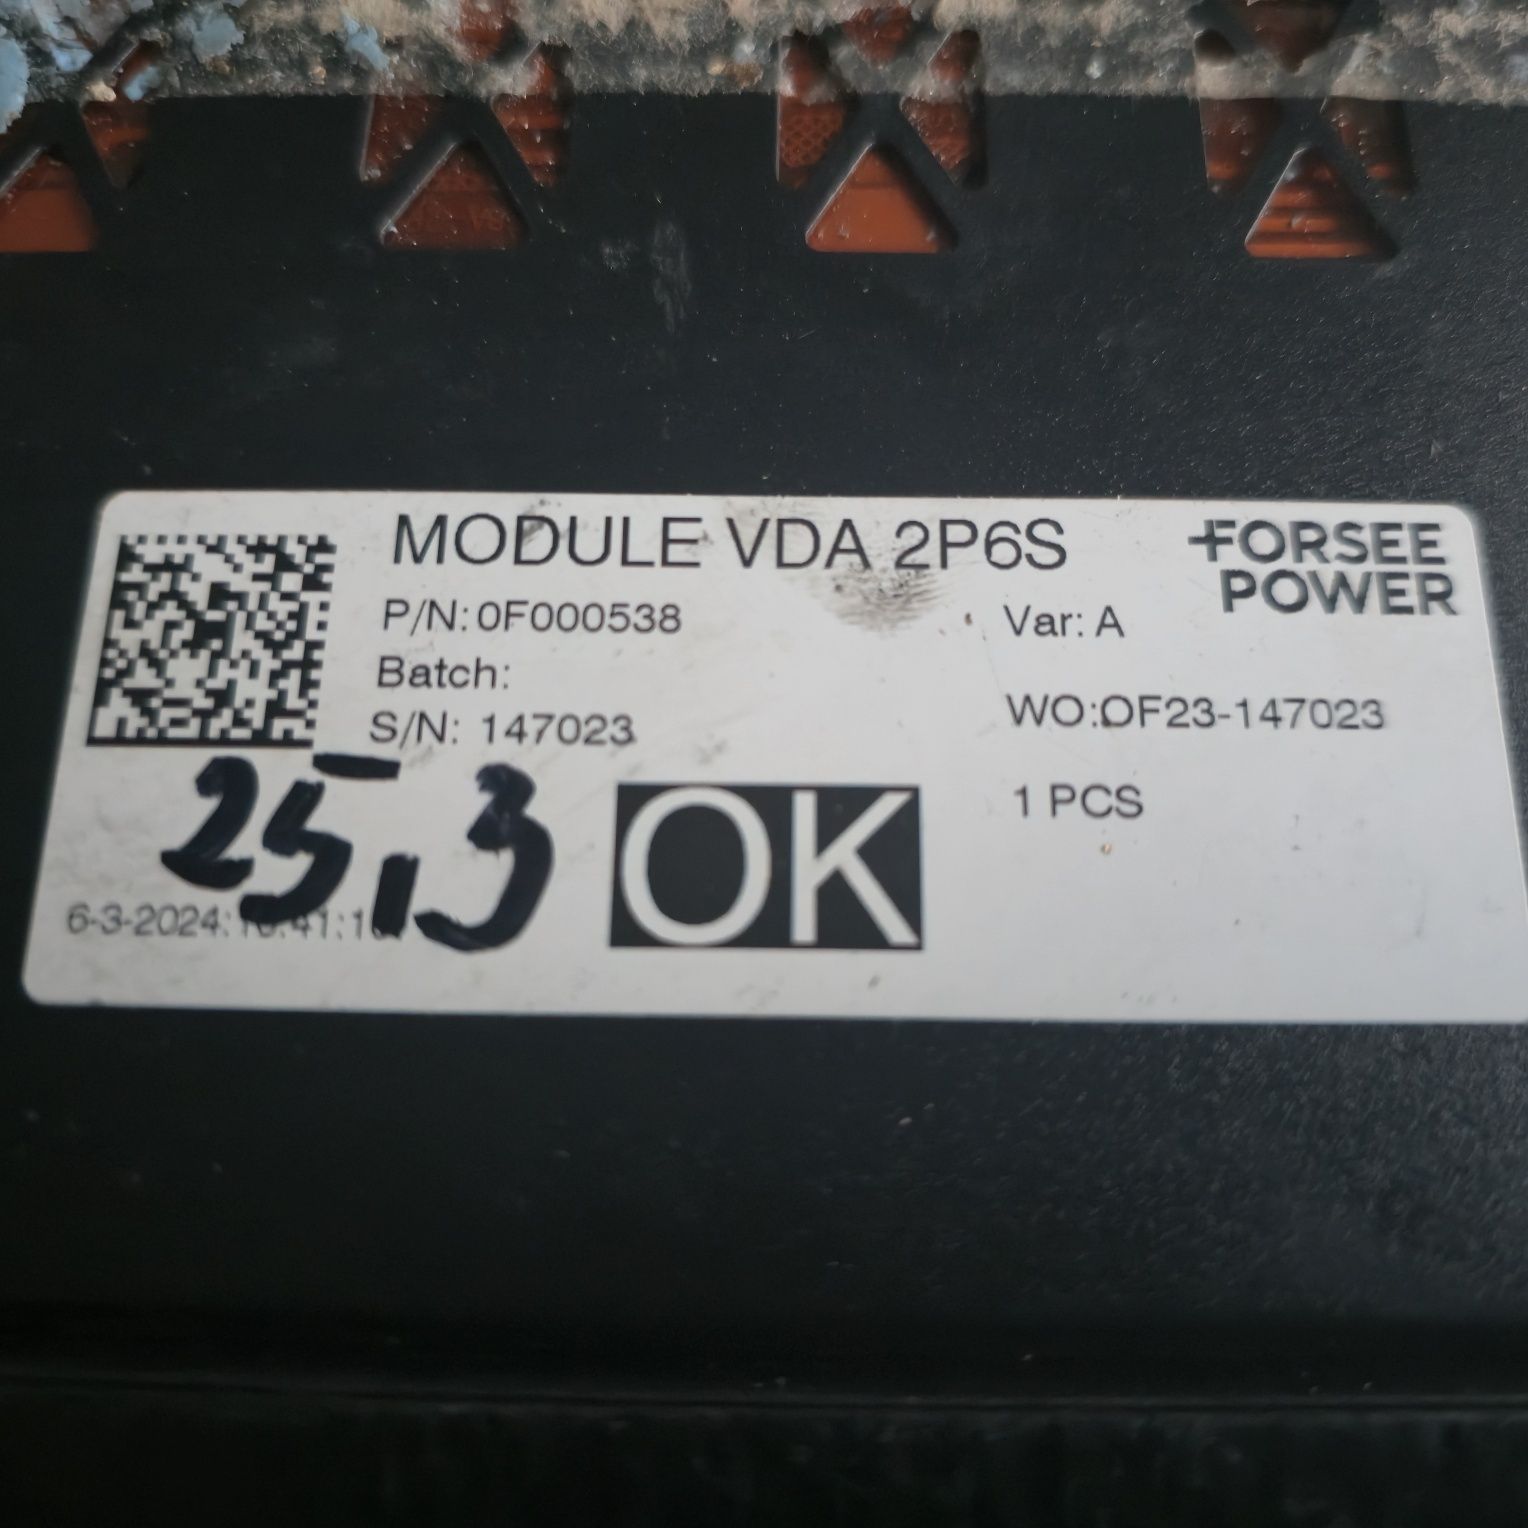 MODULE VDA 2P6S
FORSEE
POWER
P/N: 0F000538
Var: A
Batch:
S/N: 147023
WO:OF23-147023
1 PCS
25,3
OK
6-3-2024: